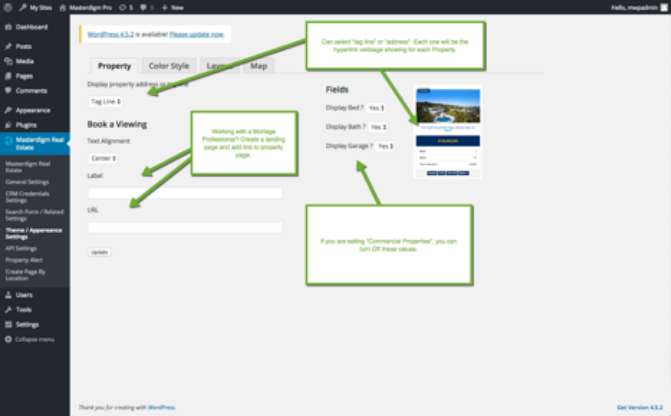 My Sites Masterdigm Pro 5 0 New Hello, mwpadmin
Dashboard
Posts
Media
Pages
Comments
Appearance
Plugins
Masterdigm Real
Estate
Masterdigm Real
Estate
General Settings
CRM Credentials
Settings
Search Form / Related
Settings
Theme / Appereance
Settings
API Settings
Property Alert
Create Page By
Location
Users
Tools
Settings
Collapse menu
WordPress 4.5.2 is available! Please update now.
Property Color Style Layout Map
Display property address or
Tag Line
Book a Viewing
Text Alignment
Center
Label
URL
Update
Can select "tag line" or "address" Each one will be the
hyperlink verbiage showing for each Property.
Working with a Mortage
Professional? Create a landing
page and add link to property
page.
Fields
Display Bed ? Yes
Display Bath ? Yes
Display Garage ? Yes
If you are selling "Commercial Properties", you can
turn Off these values.
Thank you for creating with WordPress.
Get Version 4.5.2